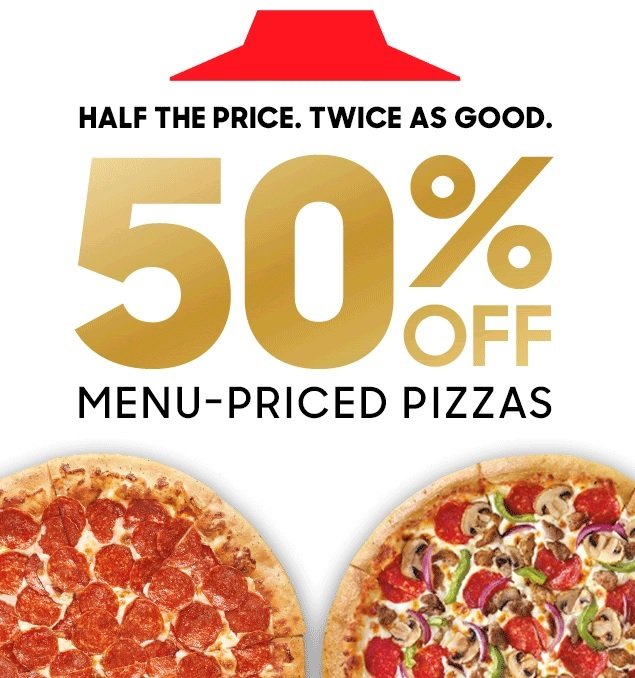 HALF THE PRICE. TWICE AS GOOD.
50%
OFF
MENU-PRICED PIZZAS